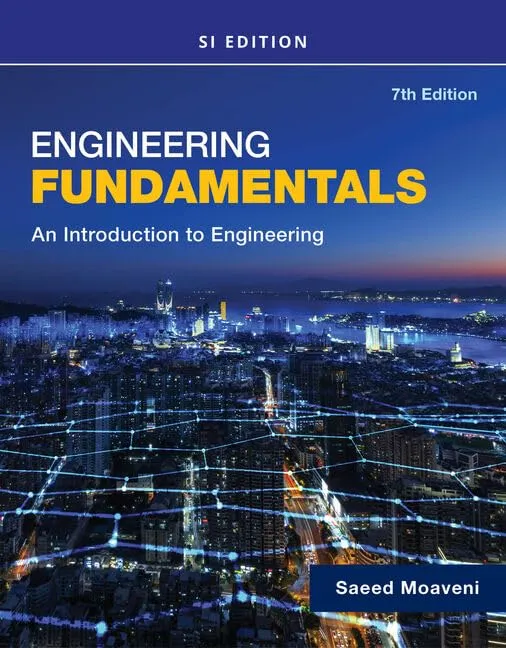 SI EDITION
7th Edition
ENGINEERING
FUNDAMENTALS
An Introduction to Engineering
Saeed Moaveni